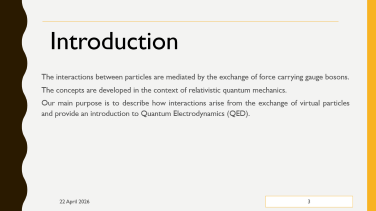 Introduction
The interactions between particles are mediated by the exchange of force carrying gauge bosons.
The concepts are developed in the context of relativistic quantum mechanics.
Our main purpose is to describe how interactions arise from the exchange of virtual particles
and provide an introduction to Quantum Electrodynamics (QED).
22 April 2026
3